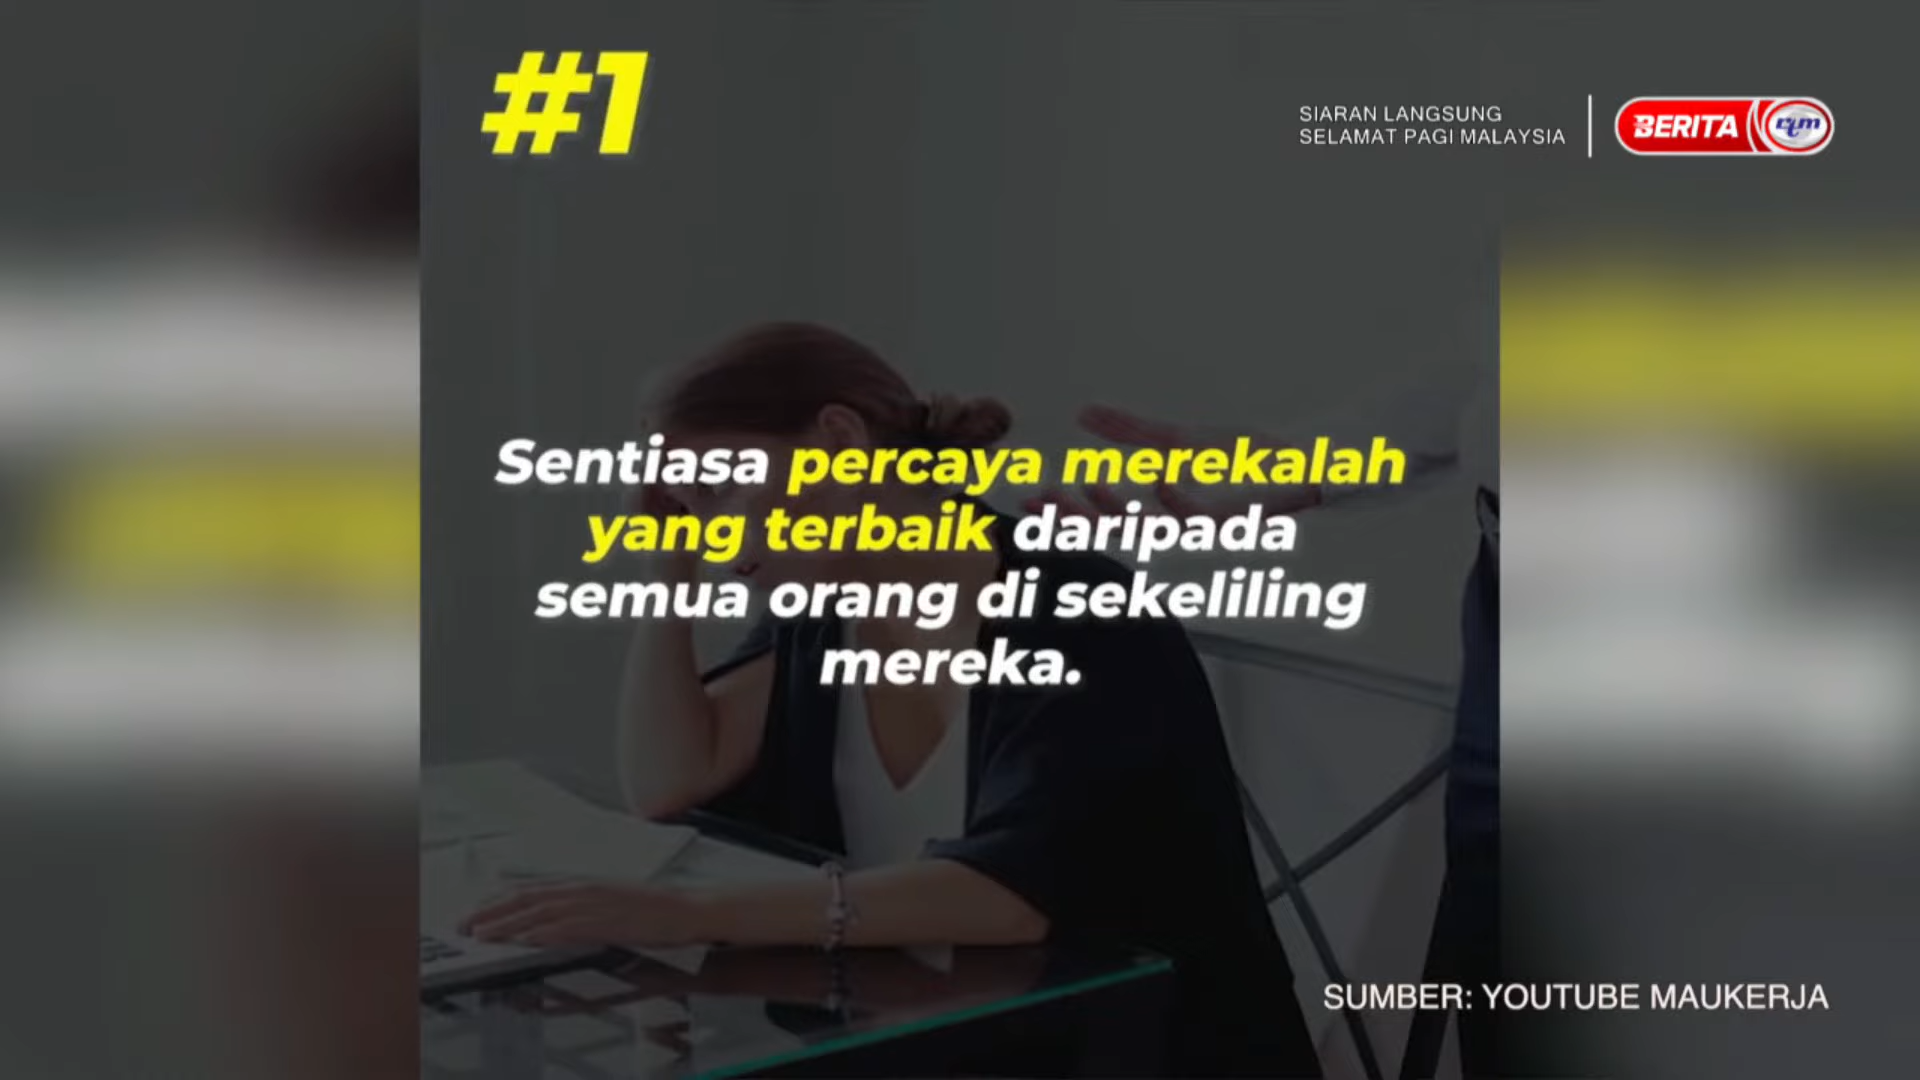 #1
SIARAN LANGSUNG
SELAMAT PAGI MALAYSIA
BERITA rtm
Sentiasa percaya merekalah
yang terbaik daripada
semua orang di sekeliling
mereka.
SUMBER: YOUTUBE MAUKERJA